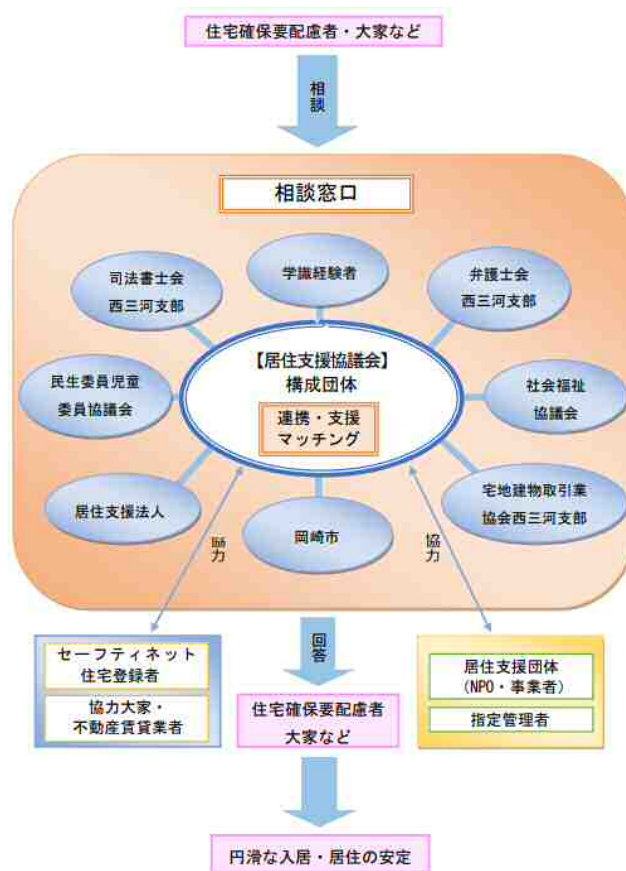 住宅確保要配慮者・大家など
相談
相談窓口
学識経験者
司法書士会
西三河支部
弁護士会
西三河支部
【居住支援協議会】
構成団体
連携・支援
マッチング
民生委員児童
委員協議会
社会福祉
協議会
居住支援法人
岡崎市
宅地建物取引業
協会西三河支部
協力
協力
セーフティネット
住宅登録者
協力大家・
不動産賃貸業者
回答
住宅確保要配慮者
大家など
居住支援団体
(NPO・事業者)
指定管理者
円滑な入居・居住の安定